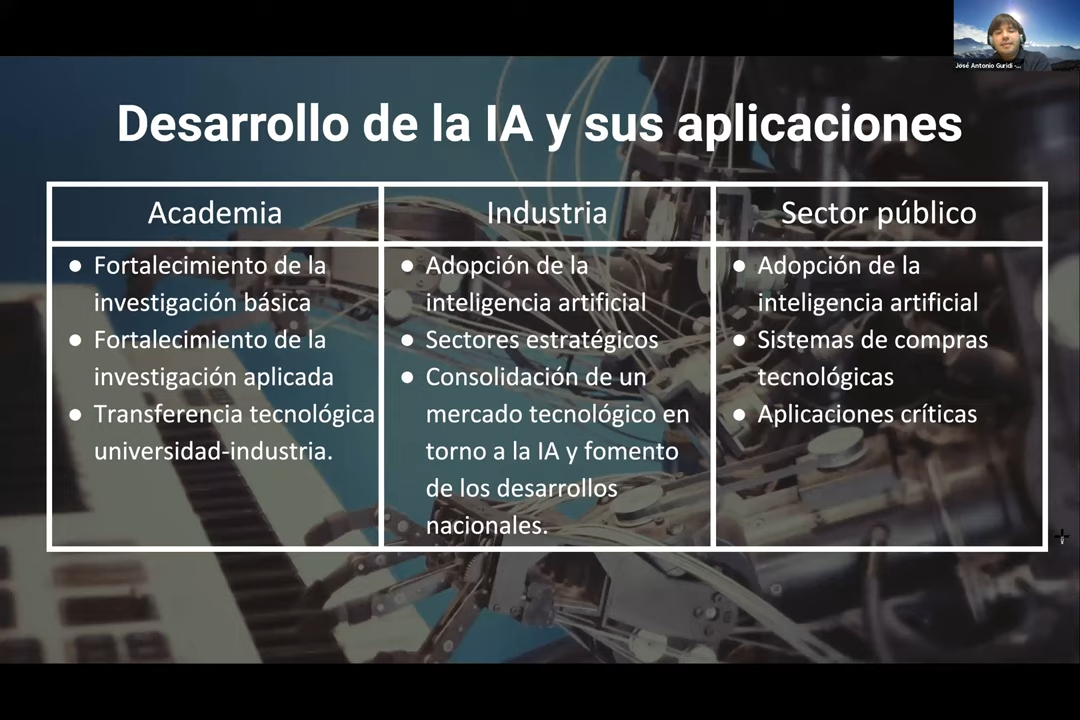 José Antonio Guridi -...
Desarrollo de la IA y sus aplicaciones
Academia
Fortalecimiento de la
investigación básica
Fortalecimiento de la
investigación aplicada
Transferencia tecnológica
universidad-industria.
Industria
Adopción de la
inteligencia artificial
Sectores estratégicos
Consolidación de un
mercado tecnológico en
torno a la IA y fomento
de los desarrollos
nacionales.
Sector público
Adopción de la
inteligencia artificial
Sistemas de compras
tecnológicas
Aplicaciones críticas